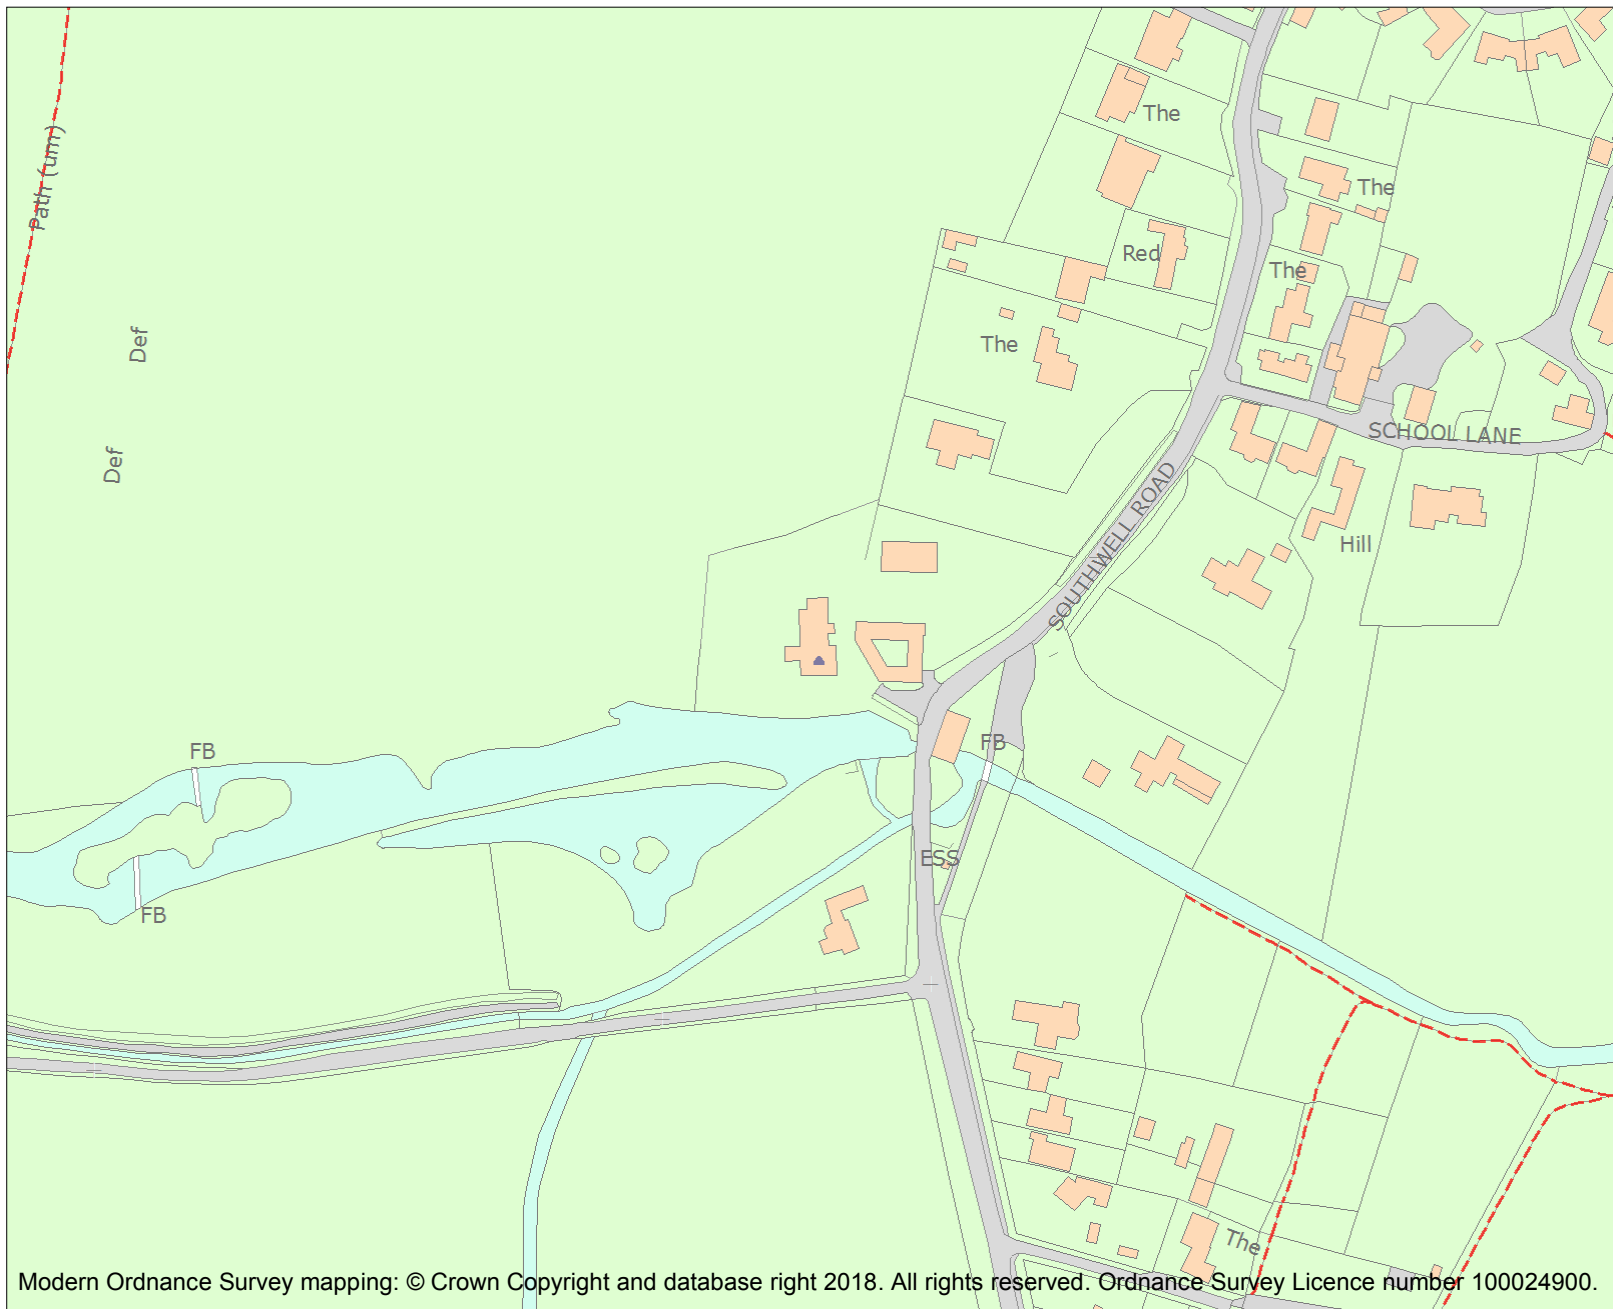 The
Path (um)
The
Red
The
The
Def
The
SCHOOL LANE
Def
SOUTHWELL ROAD
Hill
FB
FB
ESS
FB
The
Modern Ordnance Survey mapping: © Crown Copyright and database right 2018. All rights reserved. Ordnance Survey Licence number 100024900.